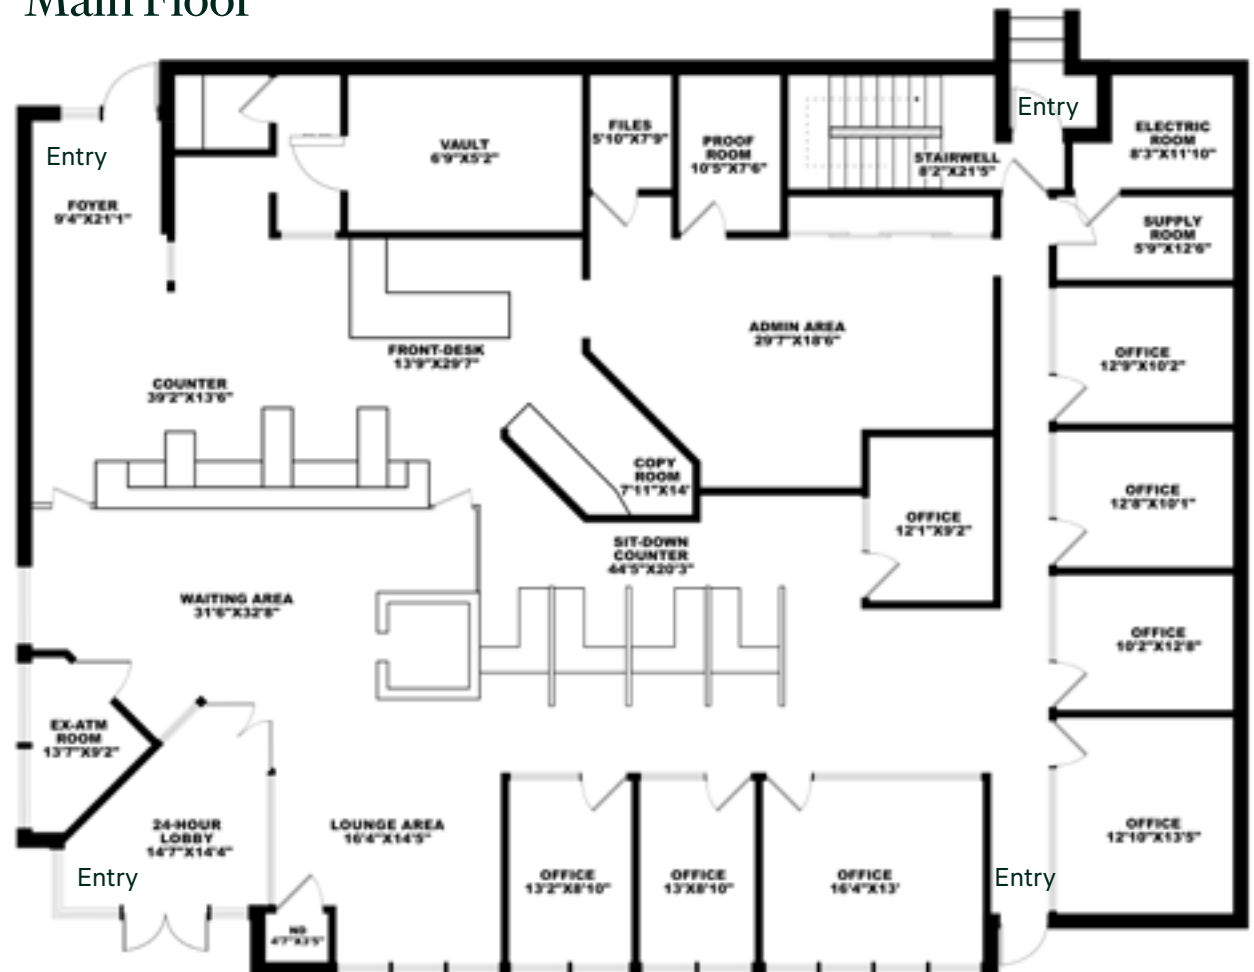 Main Floor
Entry
FOYER
9'4"X21'1"
VAULT
6'9"X5'2"
FILES
5'10"X7'9"
PROOF
ROOM
10'5"X7'6"
STAIRWELL
8'2"X21'5"
Entry
ELECTRIC
ROOM
8'3"X11'10"
SUPPLY
ROOM
5'9"X12'6"
FRONT-DESK
13'9"X29'7"
ADMIN AREA
29'7"X18'6"
OFFICE
12'9"X10'2"
COUNTER
39'2"X13'6"
COPY
ROOM
7'11"X14'
OFFICE
12'1"X9'2"
OFFICE
12'8"X10'1"
SIT-DOWN
COUNTER
44'5"X20'3"
WAITING AREA
31'6"X32'8"
OFFICE
10'2"X12'8"
EX-ATM
ROOM
13'7"X9'2"
24-HOUR
LOBBY
14'7"X14'4"
Entry
LOUNGE AREA
16'4"X14'5"
OFFICE
13'2"X8'10"
OFFICE
13'X8'10"
OFFICE
16'4"X13'
Entry
OFFICE
12'10"X13'5"
4'7"X3'5"